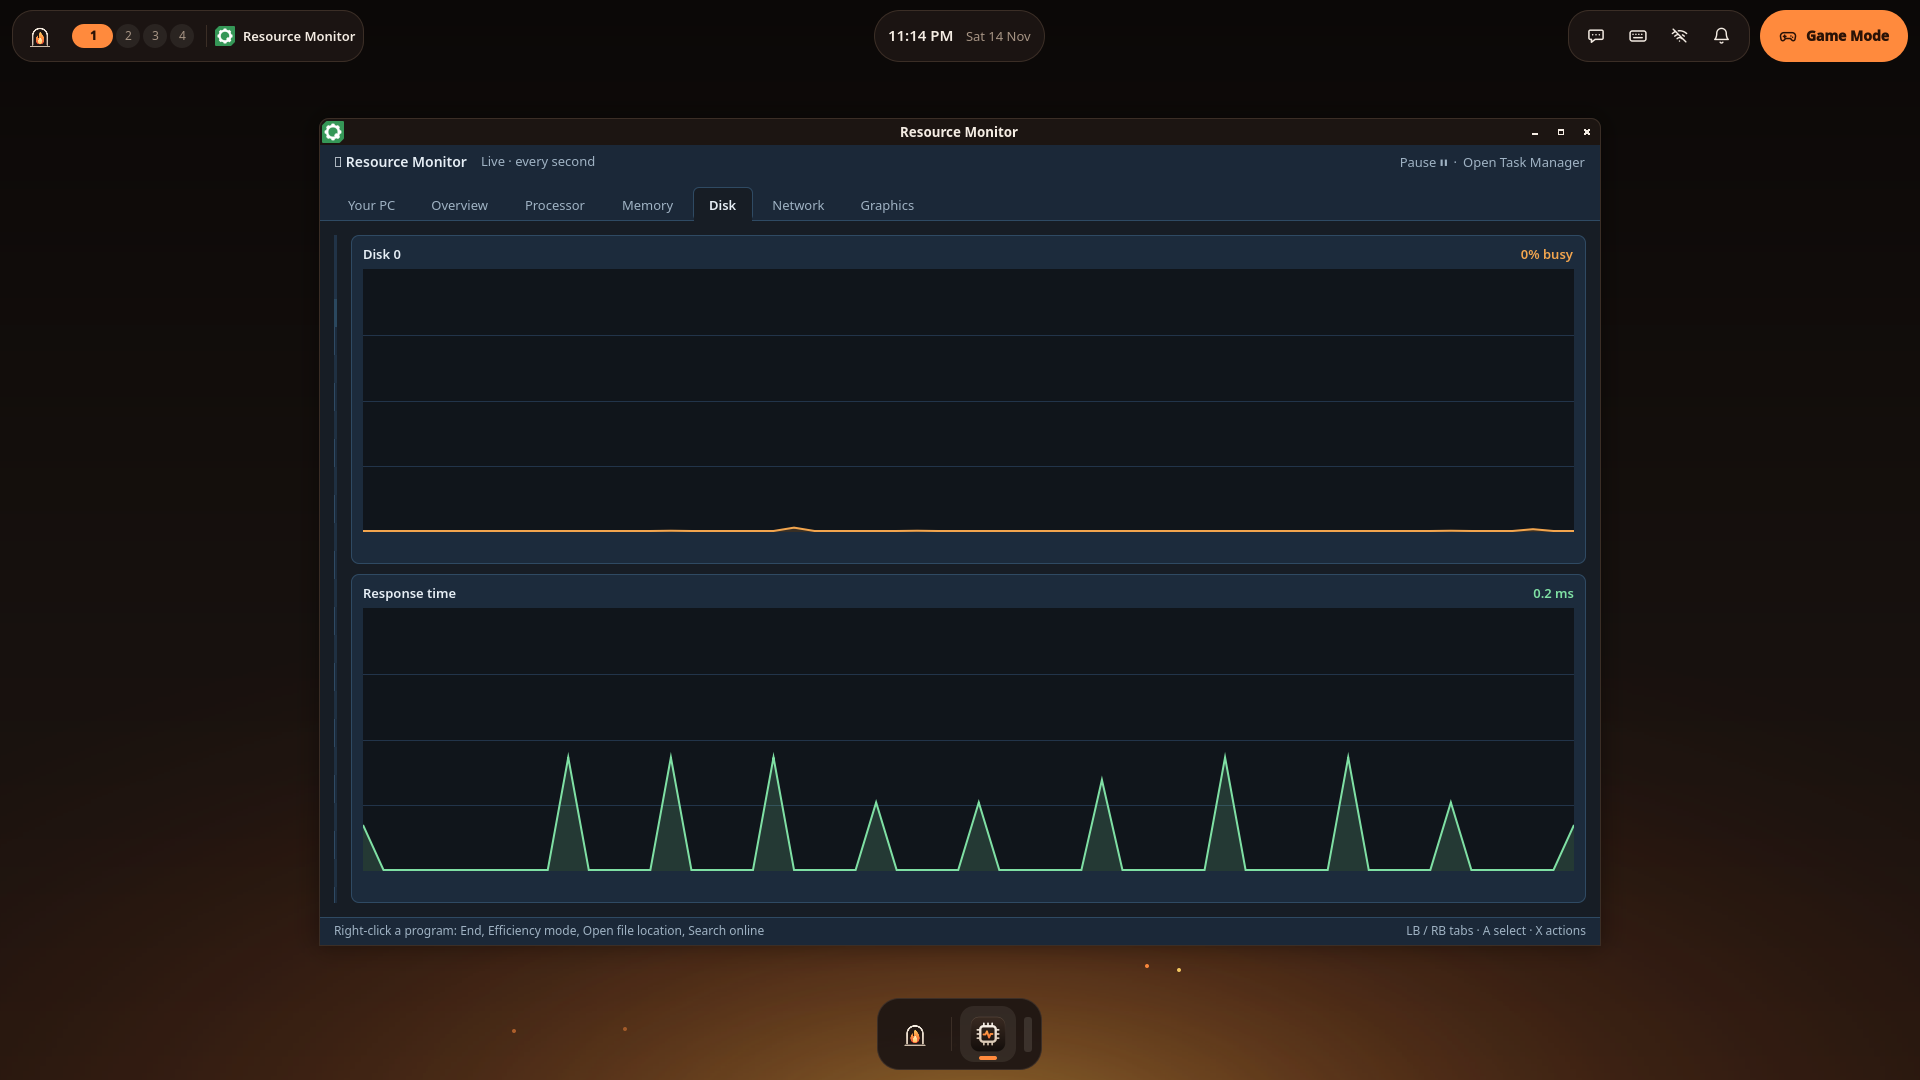 1 2 3 4 Resource Monitor
11:14 PM Sat 14 Nov
Game Mode
Resource Monitor
Resource Monitor Live · every second
Pause · Open Task Manager
Your PC Overview Processor Memory Disk Network Graphics
Disk 0
0% busy
Response time
0.2 ms
Right-click a program: End, Efficiency mode, Open file location, Search online
LB / RB tabs · A select · X actions